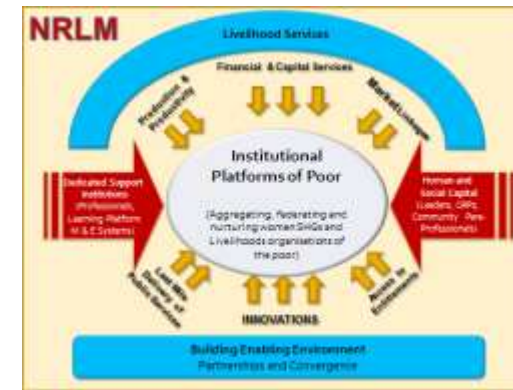 NRLM
Livelihood Services
Financial & Capital Services
Production &
Productivity
Market Linkages
Institutional
Platforms of Poor
(Aggregating, federating and
nurturing women SHGs and
Livelihoods organisations of
the poor)
Dedicated Support
Institutions
(Professionals,
Learning Platform
M & E Systems)
Human and
Social Capital
(Leaders, CRPs,
Community Para-
Professionals)
Last Mile
Delivery of
Public Services
INNOVATIONS
Access to
Entitlements
Building Enabling Environment
Partnerships and Convergence